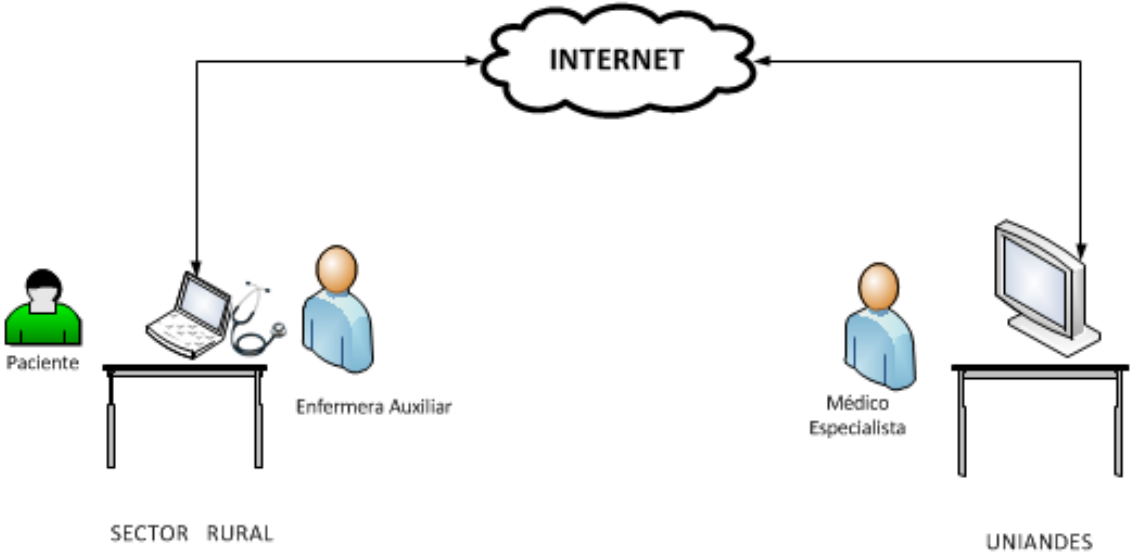 INTERNET
Paciente
Enfermera Auxiliar
Médico
Especialista
SECTOR RURAL
UNIANDES